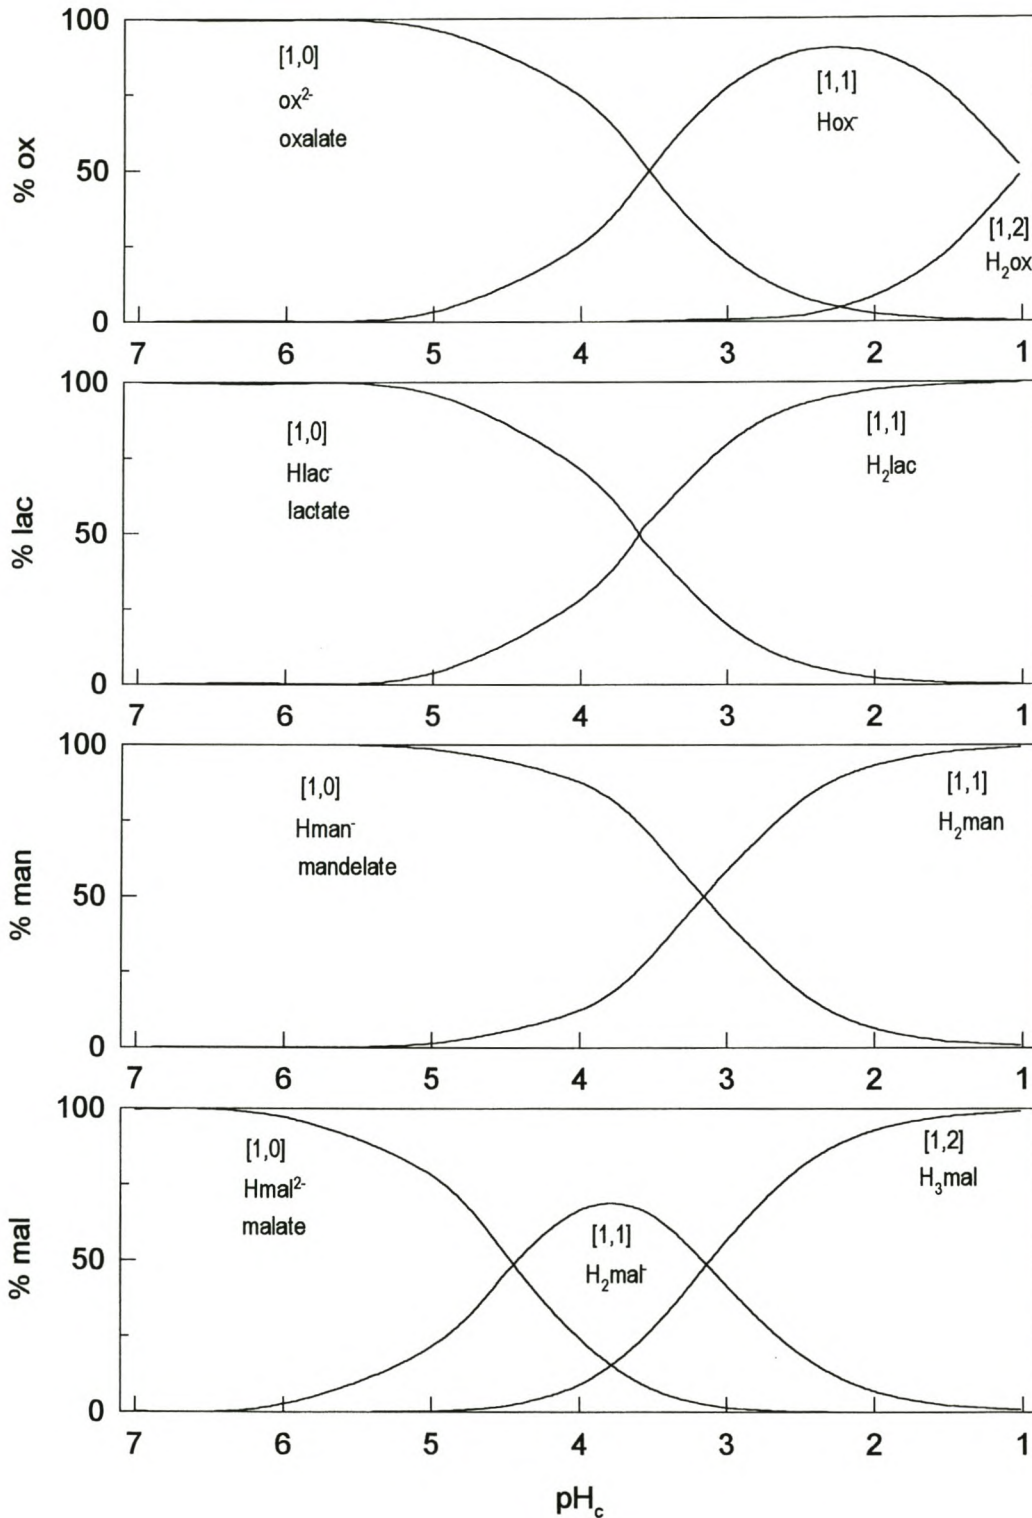 100
50
0
% ox
[1,0]
ox²⁻
oxalate
[1,1]
Hox⁻
[1,2]
H₂ox
7 6 5 4 3 2 1
100
50
0
% lac
[1,0]
Hlac⁻
lactate
[1,1]
H₂lac
7 6 5 4 3 2 1
100
50
0
% man
[1,0]
Hman⁻
mandelate
[1,1]
H₂man
7 6 5 4 3 2 1
100
50
0
% mal
[1,0]
Hmal²⁻
malate
[1,1]
H₂mal⁻
[1,2]
H₃mal
7 6 5 4 3 2 1
pH꜀